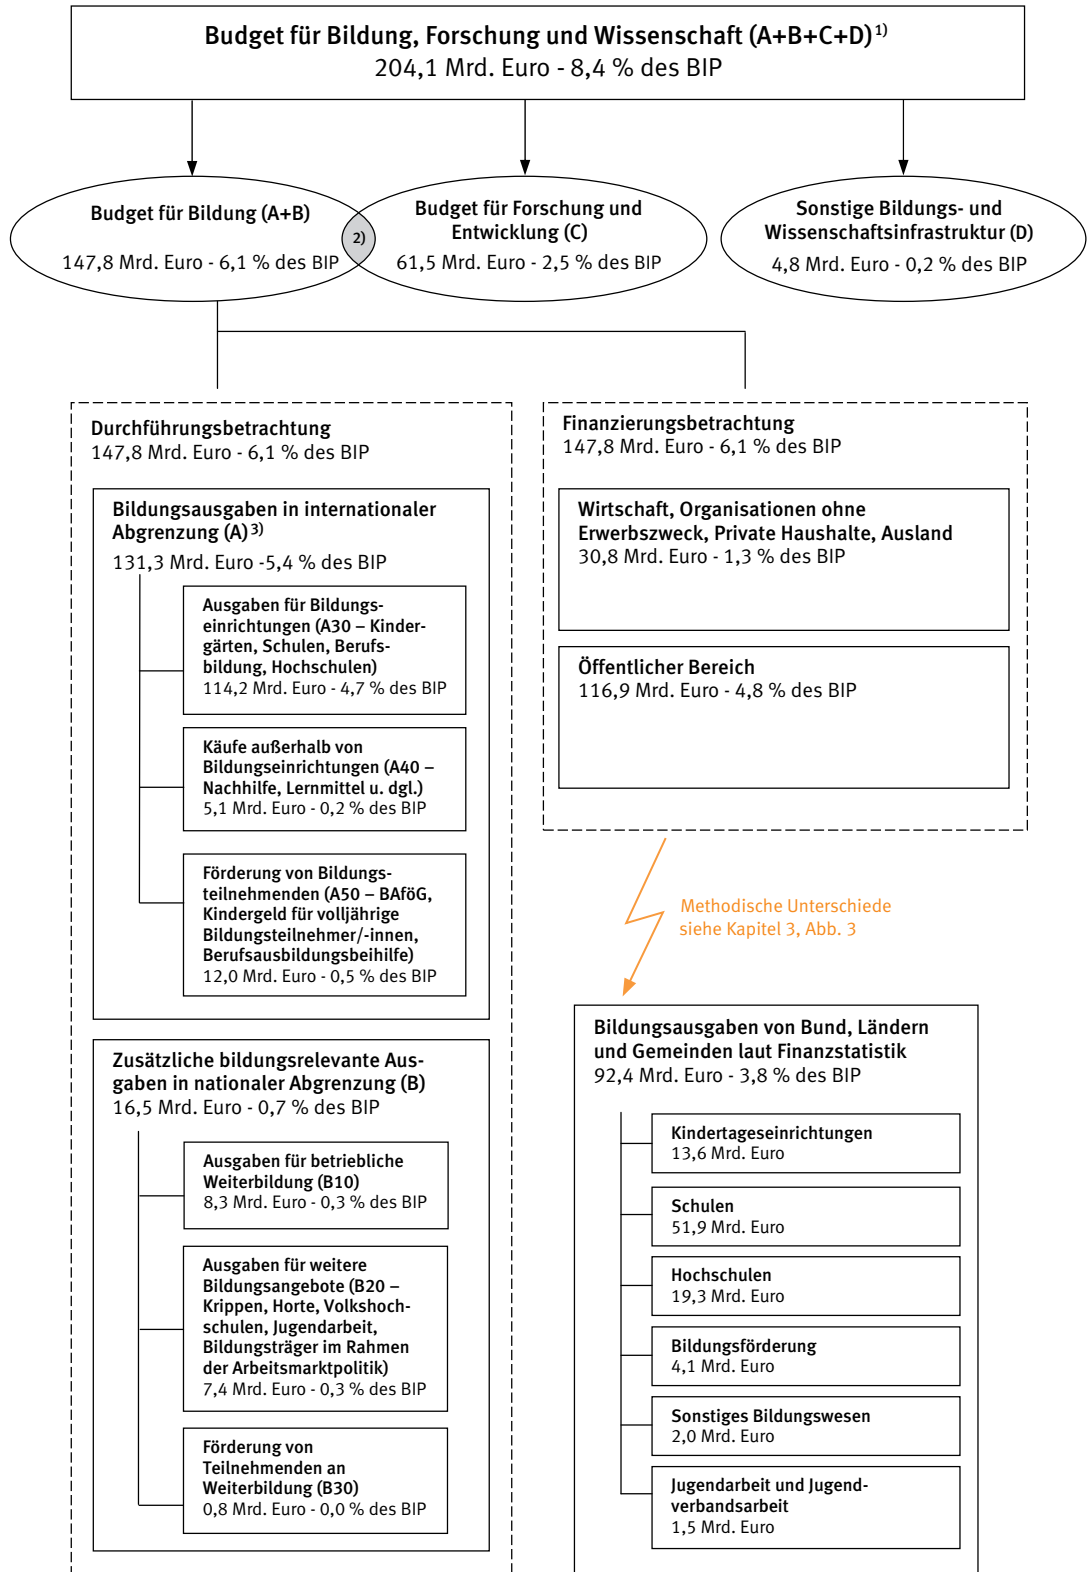 Budget für Bildung, Forschung und Wissenschaft (A+B+C+D) 1)
204,1 Mrd. Euro - 8,4 % des BIP
Budget für Bildung (A+B)
147,8 Mrd. Euro - 6,1 % des BIP
2)
Budget für Forschung und
Entwicklung (C)
61,5 Mrd. Euro - 2,5 % des BIP
Sonstige Bildungs- und
Wissenschaftsinfrastruktur (D)
4,8 Mrd. Euro - 0,2 % des BIP
Durchführungsbetrachtung
147,8 Mrd. Euro - 6,1 % des BIP
Bildungsausgaben in internationaler
Abgrenzung (A) 3)
131,3 Mrd. Euro -5,4 % des BIP
Ausgaben für Bildungs-
einrichtungen (A30 – Kinder-
gärten, Schulen, Berufs-
bildung, Hochschulen)
114,2 Mrd. Euro - 4,7 % des BIP
Käufe außerhalb von
Bildungseinrichtungen (A40 –
Nachhilfe, Lernmittel u. dgl.)
5,1 Mrd. Euro - 0,2 % des BIP
Förderung von Bildungs-
teilnehmenden (A50 – BAföG,
Kindergeld für volljährige
Bildungsteilnehmer/-innen,
Berufsausbildungsbeihilfe)
12,0 Mrd. Euro - 0,5 % des BIP
Zusätzliche bildungsrelevante Aus-
gaben in nationaler Abgrenzung (B)
16,5 Mrd. Euro - 0,7 % des BIP
Ausgaben für betriebliche
Weiterbildung (B10)
8,3 Mrd. Euro - 0,3 % des BIP
Ausgaben für weitere
Bildungsangebote (B20 –
Krippen, Horte, Volkshoch-
schulen, Jugendarbeit,
Bildungsträger im Rahmen
der Arbeitsmarktpolitik)
7,4 Mrd. Euro - 0,3 % des BIP
Förderung von
Teilnehmenden an
Weiterbildung (B30)
0,8 Mrd. Euro - 0,0 % des BIP
Finanzierungsbetrachtung
147,8 Mrd. Euro - 6,1 % des BIP
Wirtschaft, Organisationen ohne
Erwerbszweck, Private Haushalte, Ausland
30,8 Mrd. Euro - 1,3 % des BIP
Öffentlicher Bereich
116,9 Mrd. Euro - 4,8 % des BIP
Methodische Unterschiede
siehe Kapitel 3, Abb. 3
Bildungsausgaben von Bund, Ländern
und Gemeinden laut Finanzstatistik
92,4 Mrd. Euro - 3,8 % des BIP
Kindertageseinrichtungen
13,6 Mrd. Euro
Schulen
51,9 Mrd. Euro
Hochschulen
19,3 Mrd. Euro
Bildungsförderung
4,1 Mrd. Euro
Sonstiges Bildungswesen
2,0 Mrd. Euro
Jugendarbeit und Jugend-
verbandsarbeit
1,5 Mrd. Euro